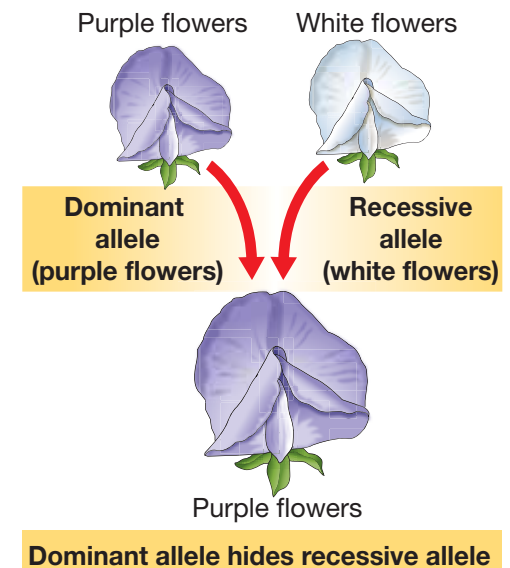 Purple flowers
White flowers
Dominant
allele
(purple flowers)
Recessive
allele
(white flowers)
Purple flowers
Dominant allele hides recessive allele